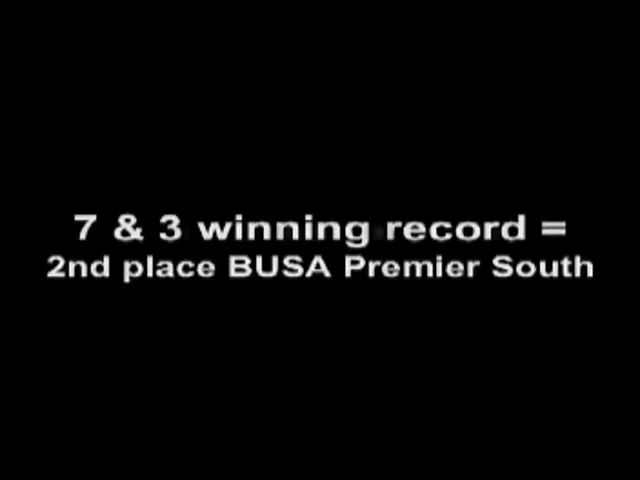 7 & 3 winning record =
2nd place BUSA Premier South